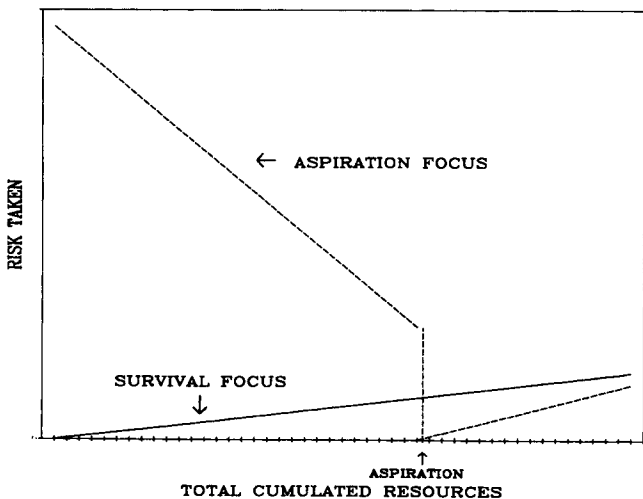 RISK TAKEN
← ASPIRATION FOCUS
SURVIVAL FOCUS
↓
↑
ASPIRATION
TOTAL CUMULATED RESOURCES